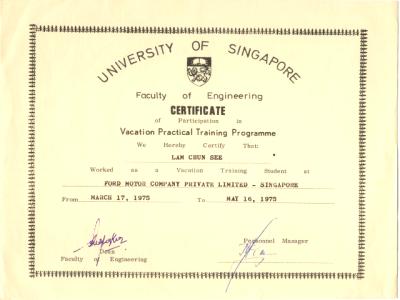 UNIVERSITY OF SINGAPORE
Faculty of Engineering
CERTIFICATE
of Participation in
Vacation Practical Training Programme
We Hereby Certify That:
LAM CHUN SEE
Worked as a Vacation Training Student at
FORD MOTOR COMPANY PRIVATE LIMITED - SINGAPORE
From MARCH 17, 1975 To MAY 16, 1975
Dean
Faculty of Engineering
Personnel Manager